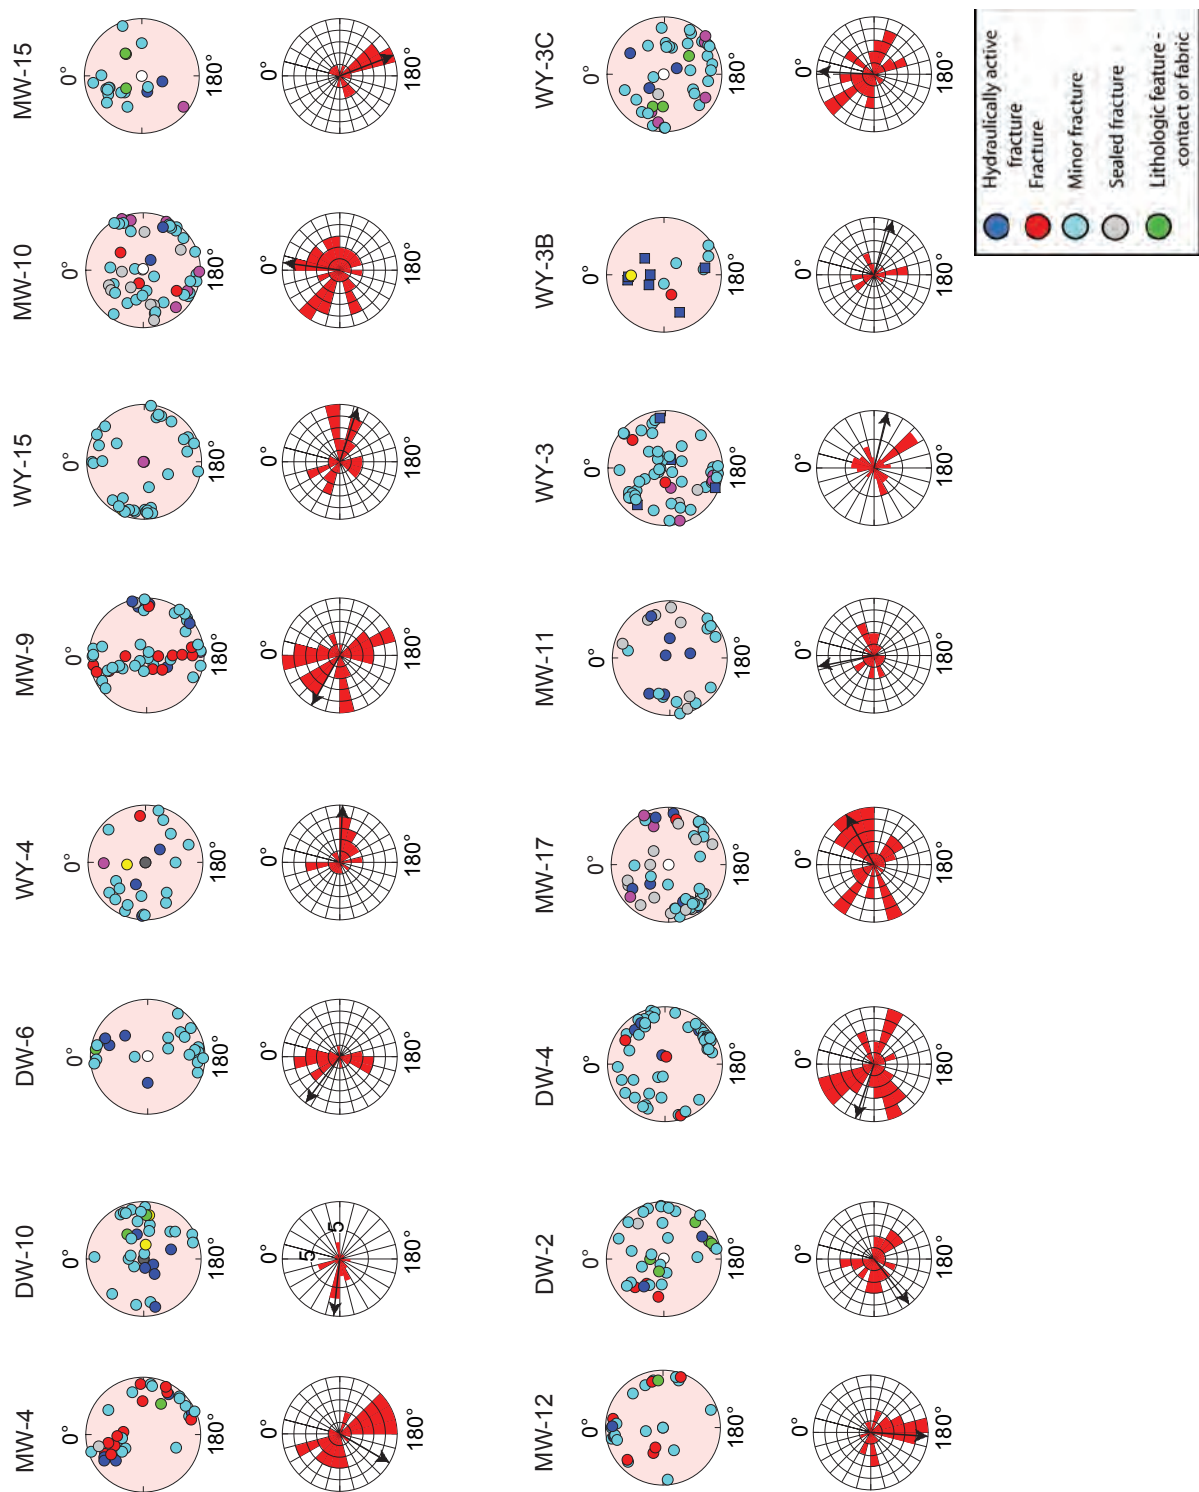 MW-4 DW-10 DW-6 WY-4 MW-9 WY-15 MW-10 MW-15
0° 0° 0° 0° 0° 0° 0° 0°
180° 180° 180° 180° 180° 180° 180° 180°
0° 0° 0° 0° 0° 0° 0° 0°
5
5
180° 180° 180° 180° 180° 180° 180° 180°
MW-12 DW-2 DW-4 MW-17 MW-11 WY-3 WY-3B WY-3C
0° 0° 0° 0° 0° 0° 0° 0°
180° 180° 180° 180° 180° 180° 180° 180°
0° 0° 0° 0° 0° 0° 0° 0°
180° 180° 180° 180° 180° 180° 180° 180°
Hydraulically active
fracture
Fracture
Minor fracture
Sealed fracture
Lithologic feature -
contact or fabric